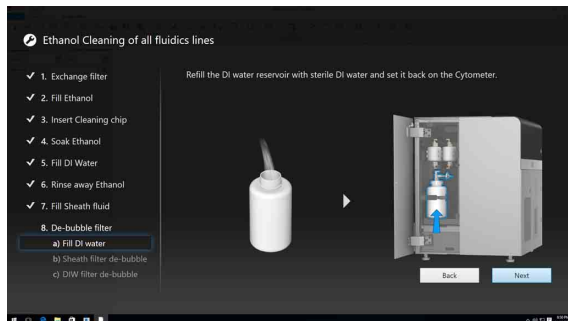 Ethanol Cleaning of all fluidics lines
1. Exchange filter
2. Fill Ethanol
3. Insert Cleaning chip
4. Soak Ethanol
5. Fill DI Water
6. Rinse away Ethanol
7. Fill Sheath fluid
8. De-bubble filter
a) Fill DI water
b) Sheath filter de-bubble
c) DIW filter de-bubble
Refill the DI water reservoir with sterile DI water and set it back on the Cytometer.
Back
Next